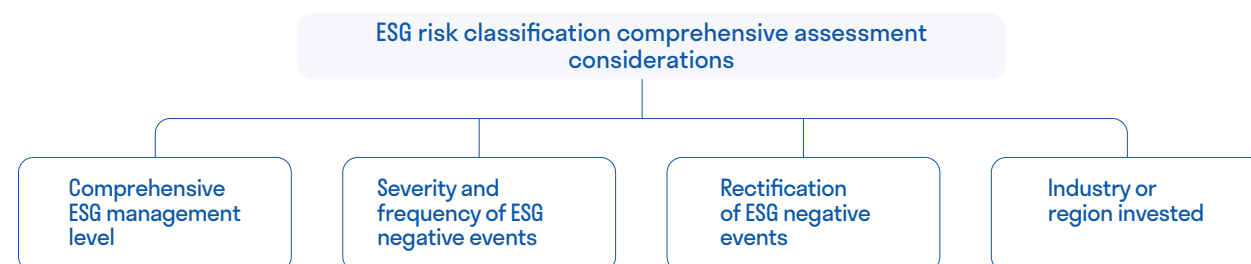 ESG risk classification comprehensive assessment
considerations
Comprehensive
ESG management
level
Severity and
frequency of ESG
negative events
Rectification
of ESG negative
events
Industry or
region invested